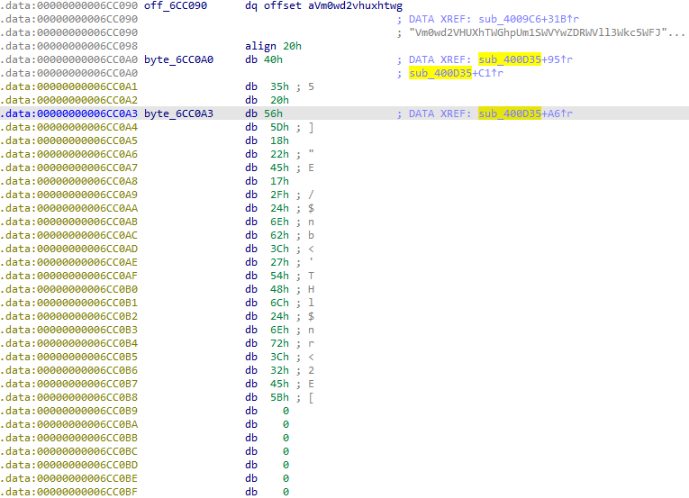 .data:00000000006CC090 off_6CC090 dq offset aVm0wd2vhuxhtwg
.data:00000000006CC090 ; DATA XREF: sub_4009C6+31B↑r
.data:00000000006CC090 ; "Vm0wd2VHUXhTWGhpUm1SWVYwZDRWVll3Wkc5WFJ"...
.data:00000000006CC098 align 20h
.data:00000000006CC0A0 byte_6CC0A0 db 40h ; DATA XREF: sub_400D35+95↑r
.data:00000000006CC0A0 ; sub_400D35+C1↑r
.data:00000000006CC0A1 db 35h ; 5
.data:00000000006CC0A2 db 20h
.data:00000000006CC0A3 byte_6CC0A3 db 56h ; DATA XREF: sub_400D35+A6↑r
.data:00000000006CC0A4 db 5Dh ; ]
.data:00000000006CC0A5 db 18h
.data:00000000006CC0A6 db 22h ; "
.data:00000000006CC0A7 db 45h ; E
.data:00000000006CC0A8 db 17h
.data:00000000006CC0A9 db 2Fh ; /
.data:00000000006CC0AA db 24h ; $
.data:00000000006CC0AB db 6Eh ; n
.data:00000000006CC0AC db 62h ; b
.data:00000000006CC0AD db 3Ch ; <
.data:00000000006CC0AE db 27h ; '
.data:00000000006CC0AF db 54h ; T
.data:00000000006CC0B0 db 48h ; H
.data:00000000006CC0B1 db 6Ch ; l
.data:00000000006CC0B2 db 24h ; $
.data:00000000006CC0B3 db 6Eh ; n
.data:00000000006CC0B4 db 72h ; r
.data:00000000006CC0B5 db 3Ch ; <
.data:00000000006CC0B6 db 32h ; 2
.data:00000000006CC0B7 db 45h ; E
.data:00000000006CC0B8 db 5Bh ; [
.data:00000000006CC0B9 db 0
.data:00000000006CC0BA db 0
.data:00000000006CC0BB db 0
.data:00000000006CC0BC db 0
.data:00000000006CC0BD db 0
.data:00000000006CC0BE db 0
.data:00000000006CC0BF db 0